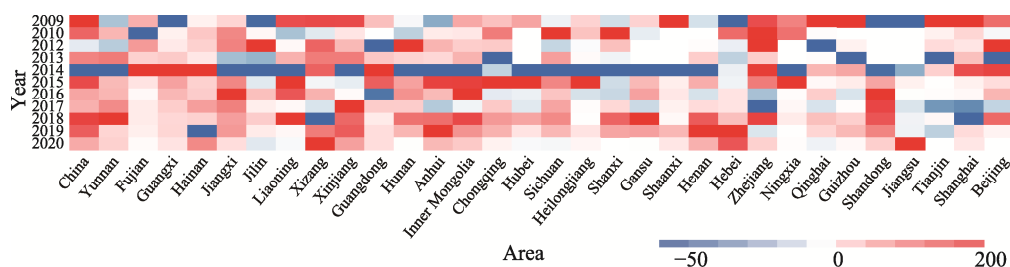 2009
2010
2012
2013
2014
2015
2016
2017
2018
2019
2020
Year
China
Yunnan
Fujian
Guangxi
Hainan
Jiangxi
Jilin
Liaoning
Xizang
Xinjiang
Guangdong
Hunan
Anhui
Inner Mongolia
Chongqing
Hubei
Sichuan
Heilongjiang
Shanxi
Gansu
Shaanxi
Henan
Hebei
Zhejiang
Ningxia
Qinghai
Guizhou
Shandong
Jiangsu
Tianjin
Shanghai
Beijing
Area
−50 0 200